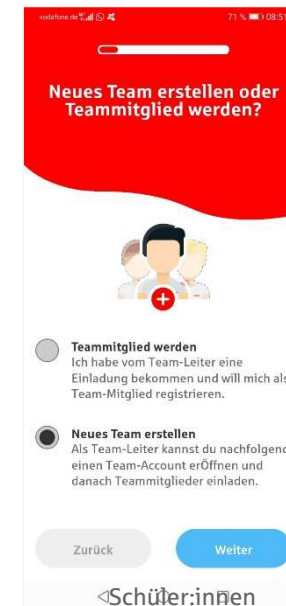 vodafone.de
71 % 08:51
Neues Team erstellen oder
Teammitglied werden?
Teammitglied werden
Ich habe vom Team-Leiter eine
Einladung bekommen und will mich als
Team-Mitglied registrieren.
Neues Team erstellen
Als Team-Leiter kannst du nachfolgend
einen Team-Account erÖffnen und
danach Teammitglieder einladen.
Zurück
Weiter
Schüler:innen